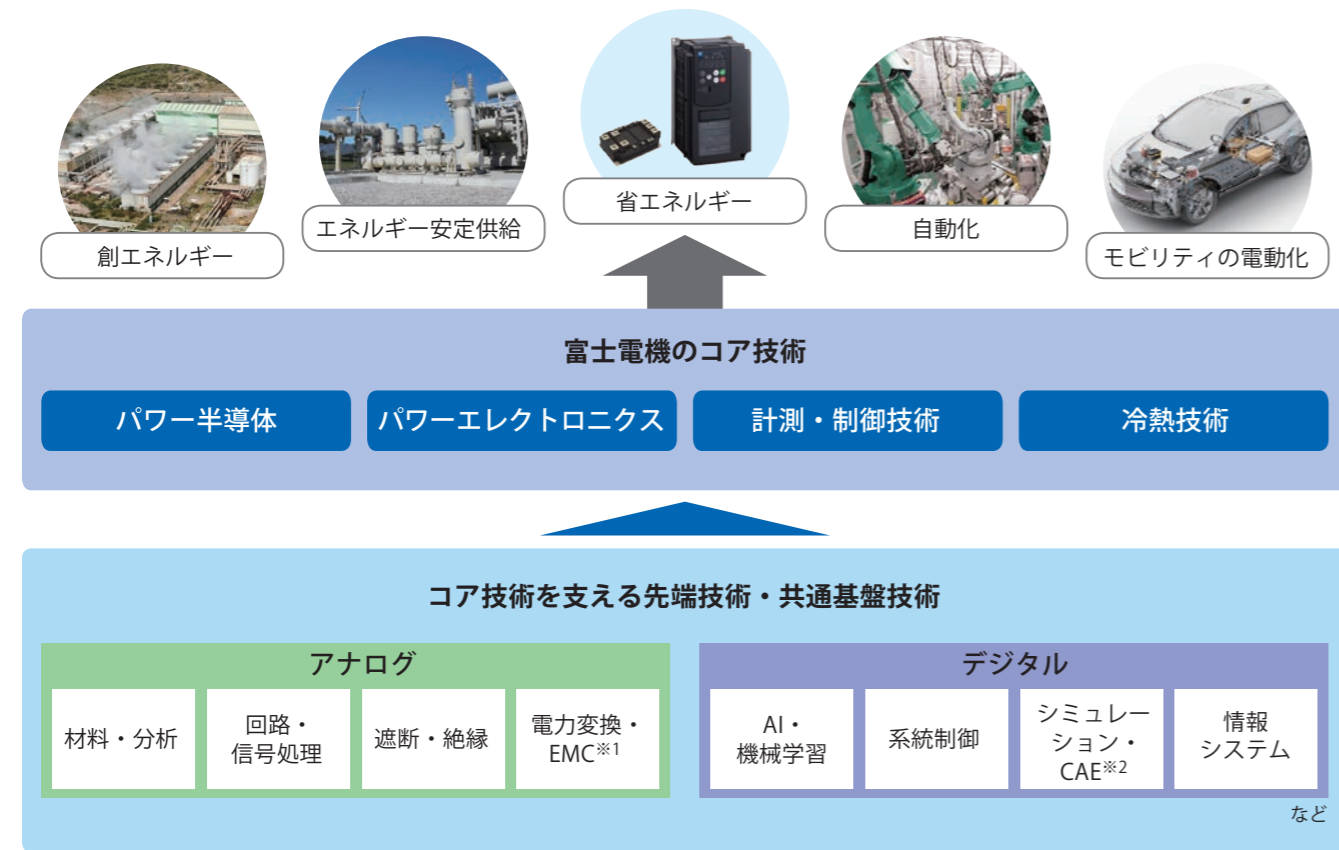 創エネルギー
エネルギー安定供給
省エネルギー
自動化
モビリティの電動化
富士電機のコア技術
パワー半導体
パワーエレクトロニクス
計測・制御技術
冷熱技術
コア技術を支える先端技術・共通基盤技術
アナログ
材料・分析
回路・
信号処理
遮断・絶縁
電力変換・
EMC※1
デジタル
AI・
機械学習
系統制御
シミュレー
ション・
CAE※2
情報
システム
など